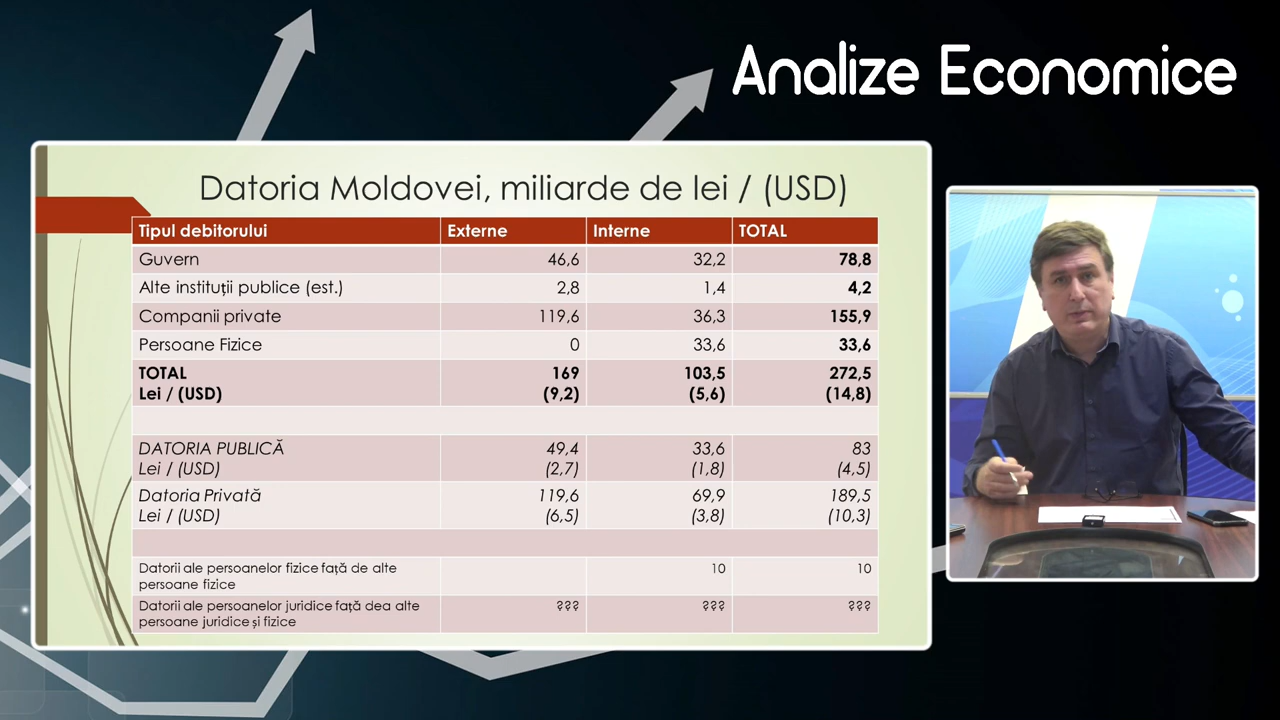 Analize Economice
Datoria Moldovei, miliarde de lei / (USD)
Tipul debitorului Externe Interne TOTAL
Guvern 46,6 32,2 78,8
Alte instituții publice (est.) 2,8 1,4 4,2
Companii private 119,6 36,3 155,9
Persoane Fizice 0 33,6 33,6
TOTAL 169 103,5 272,5
Lei / (USD) (9,2) (5,6) (14,8)
DATORIA PUBLICĂ 49,4 33,6 83
Lei / (USD) (2,7) (1,8) (4,5)
Datoria Privată 119,6 69,9 189,5
Lei / (USD) (6,5) (3,8) (10,3)
Datorii ale persoanelor fizice față de alte 10 10
persoane fizice
Datorii ale persoanelor juridice față dea alte ??? ??? ???
persoane juridice și fizice